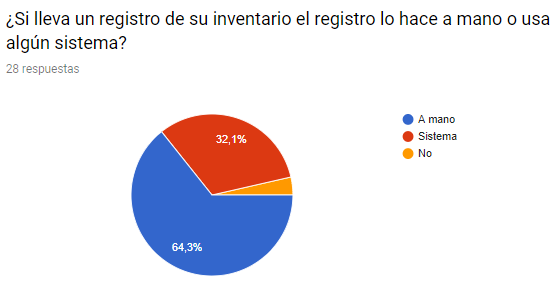 ¿Si lleva un registro de su inventario el registro lo hace a mano o usa
algún sistema?
28 respuestas
A mano
Sistema
No
32,1%
64,3%